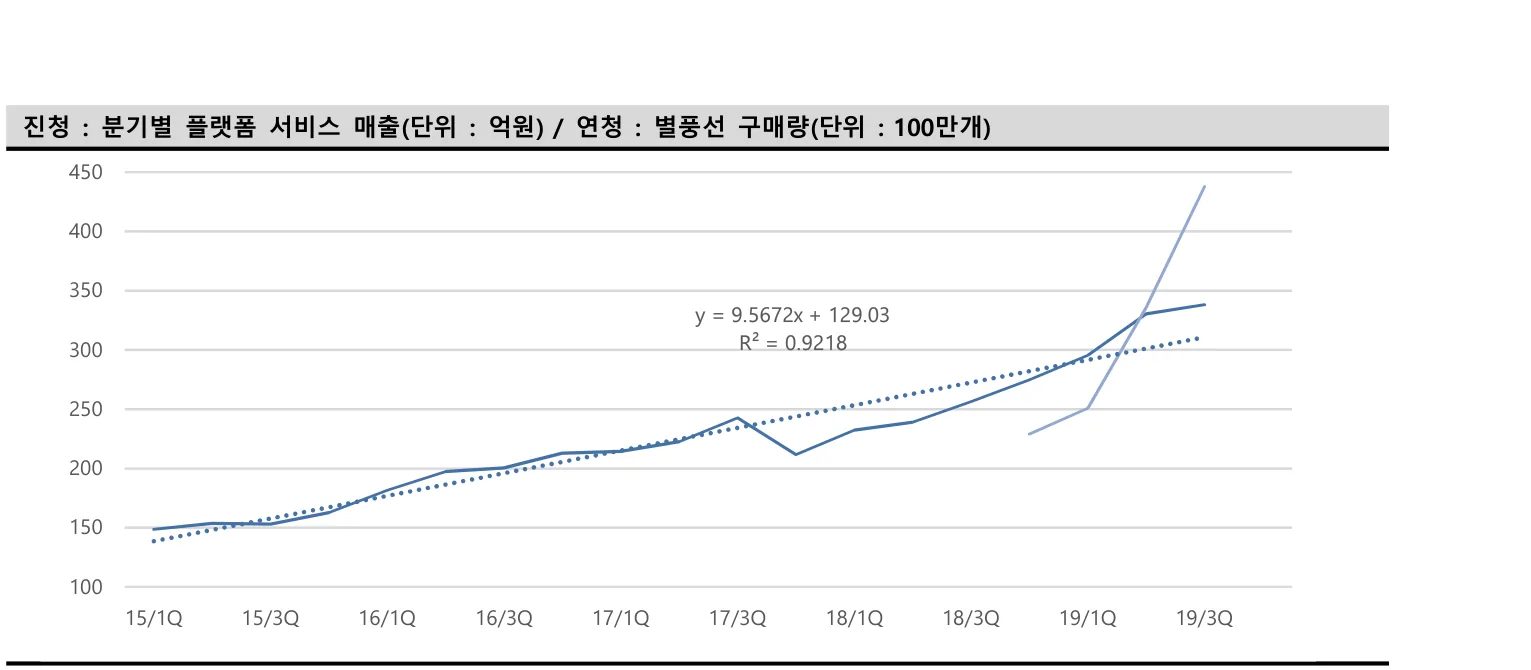 진청 : 분기별 플랫폼 서비스 매출(단위 : 억원) / 연청 : 별풍선 구매량(단위 : 100만개)
450
400
350
y = 9.5672x + 129.03
R² = 0.9218
300
250
200
150
100
15/1Q 15/3Q 16/1Q 16/3Q 17/1Q 17/3Q 18/1Q 18/3Q 19/1Q 19/3Q